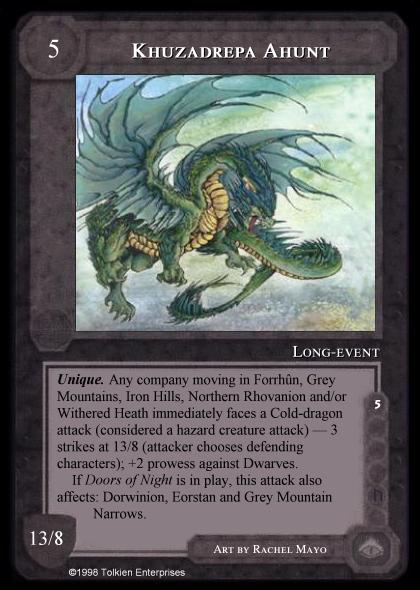 5
KHUZADREPA AHUNT
LONG-EVENT
Unique. Any company moving in Forrhûn, Grey
Mountains, Iron Hills, Northern Rhovanion and/or
Withered Heath immediately faces a Cold-dragon
attack (considered a hazard creature attack) — 3
strikes at 13/8 (attacker chooses defending
characters); +2 prowess against Dwarves.
If Doors of Night is in play, this attack also
affects: Dorwinion, Eorstan and Grey Mountain
Narrows.
5
13/8
ART BY RACHEL MAYO
©1998 Tolkien Enterprises